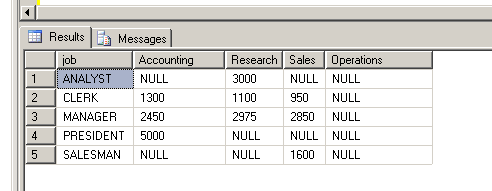 Results Messages
job Accounting Research Sales Operations
1 ANALYST NULL 3000 NULL NULL
2 CLERK 1300 1100 950 NULL
3 MANAGER 2450 2975 2850 NULL
4 PRESIDENT 5000 NULL NULL NULL
5 SALESMAN NULL NULL 1600 NULL